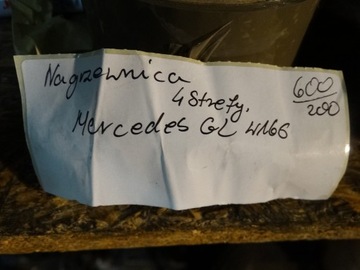 Nagrzewnica
4 Strefy.
Mercedes GL W166
600
200